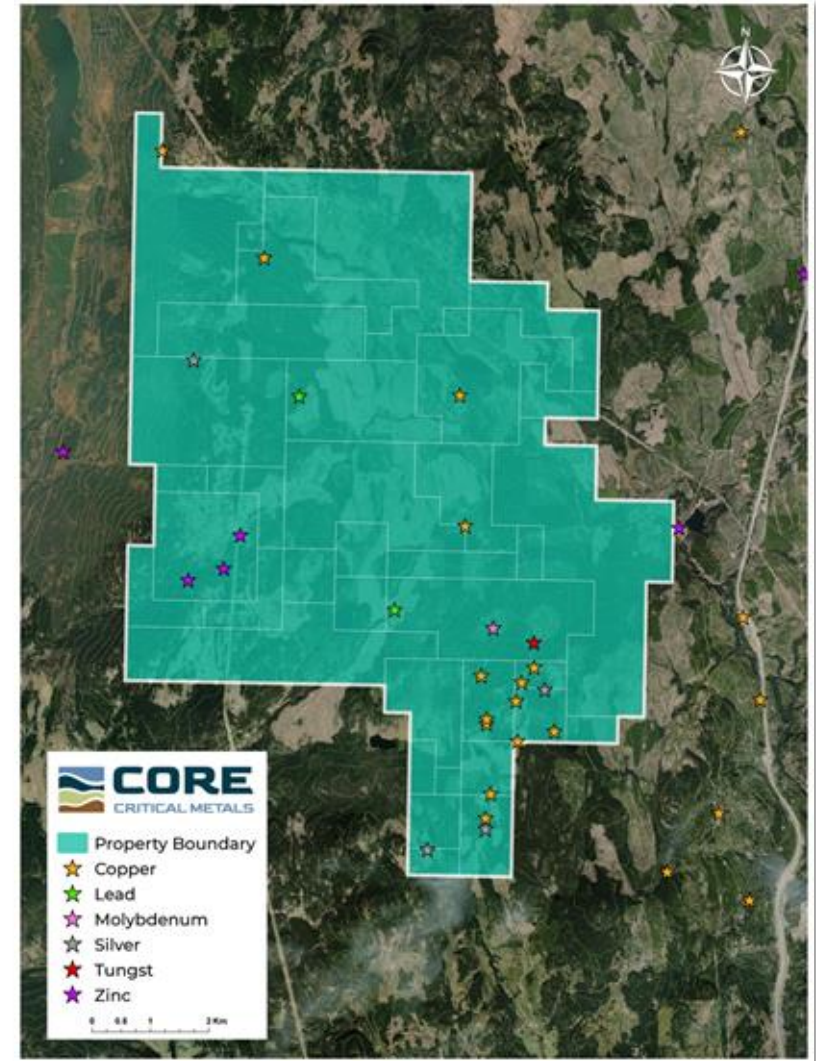 N
CORE
CRITICAL METALS
Property Boundary
Copper
Lead
Molybdenum
Silver
Tungst
Zinc
0 0.5 1 2 Km